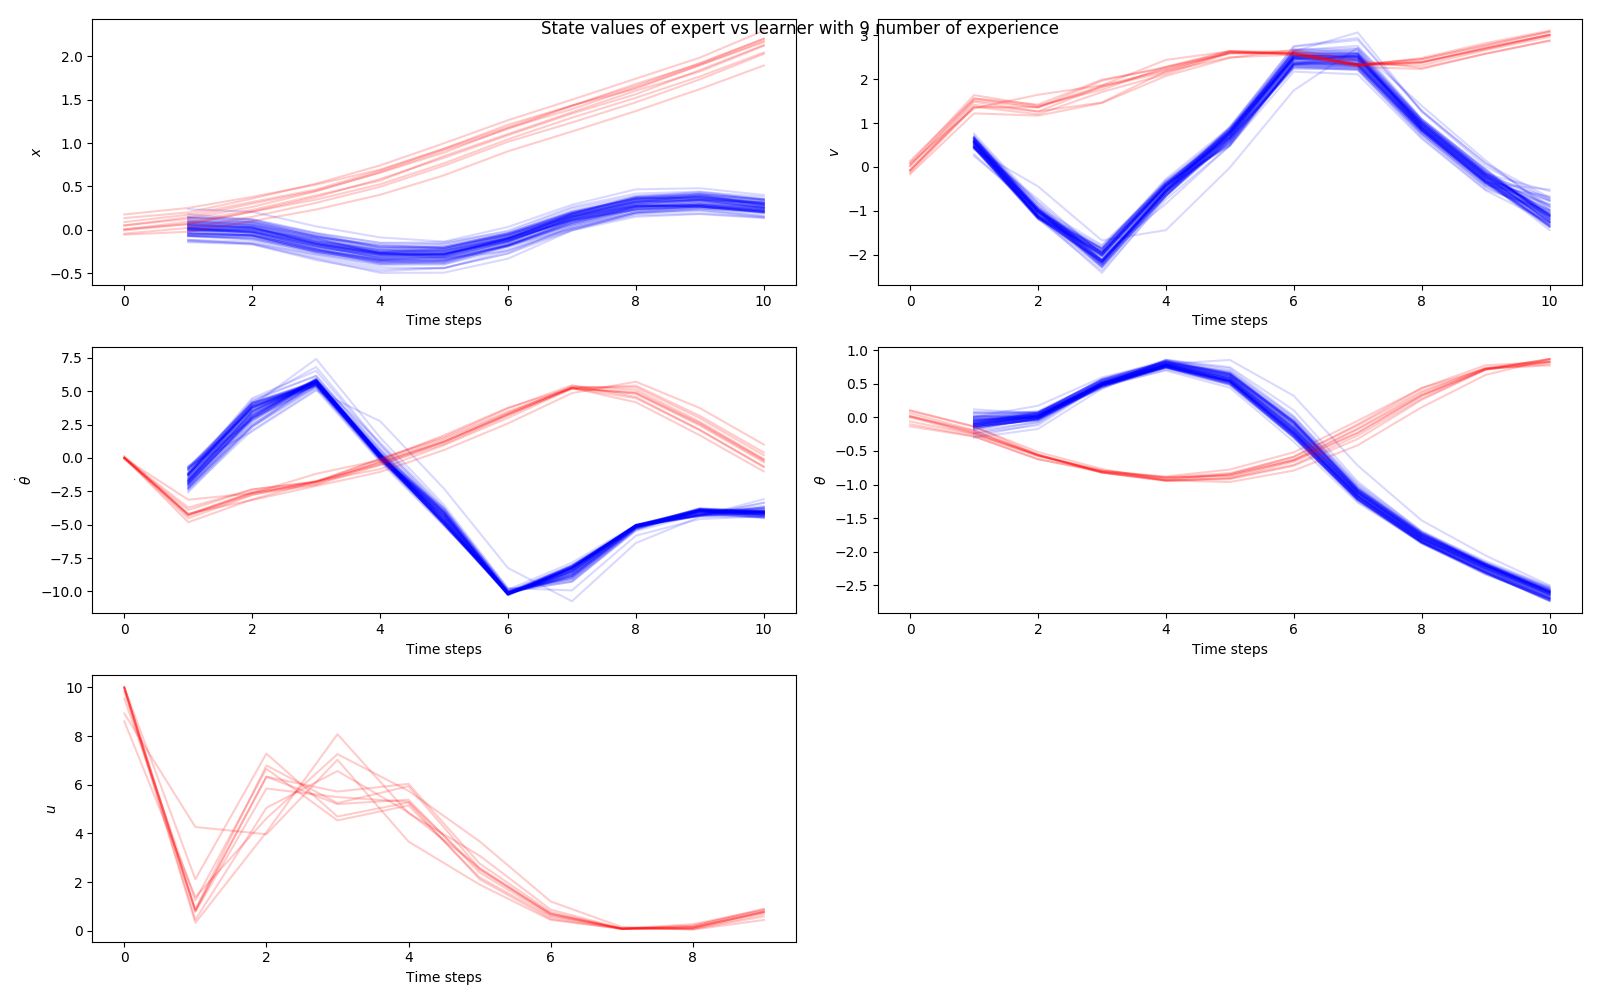 State values of expert vs learner with 9 number of experience
2.0
1.5
1.0
0.5
0.0
−0.5
x
0 2 4 6 8 10
Time steps
3
2
1
0
−1
−2
v
0 2 4 6 8 10
Time steps
7.5
5.0
2.5
0.0
−2.5
−5.0
−7.5
−10.0
θ̇
0 2 4 6 8 10
Time steps
1.0
0.5
0.0
−0.5
−1.0
−1.5
−2.0
−2.5
θ
0 2 4 6 8 10
Time steps
10
8
6
4
2
0
u
0 2 4 6 8
Time steps